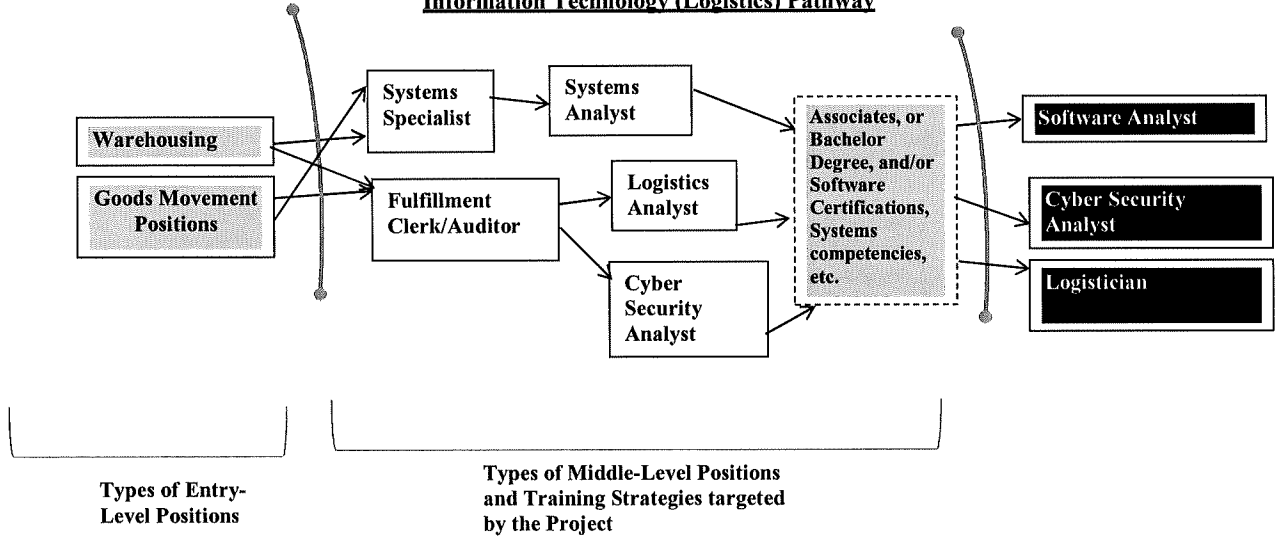 Information Technology (Logistics) Pathway
Warehousing
Goods Movement
Positions
Systems
Specialist
Fulfillment
Clerk/Auditor
Systems
Analyst
Logistics
Analyst
Cyber
Security
Analyst
Associates, or
Bachelor
Degree, and/or
Software
Certifications,
Systems
competencies,
etc.
Software Analyst
Cyber Security
Analyst
Logistician
Types of Entry-
Level Positions
Types of Middle-Level Positions
and Training Strategies targeted
by the Project